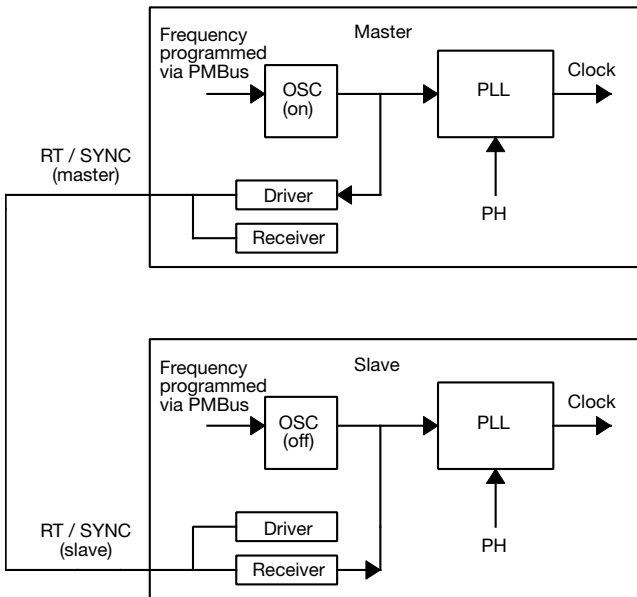 Frequency
programmed
via PMBus
Master
OSC
(on)
PLL
Clock
RT / SYNC
(master)
Driver
Receiver
PH
Frequency
programmed
via PMBus
Slave
OSC
(off)
PLL
Clock
RT / SYNC
(slave)
Driver
Receiver
PH